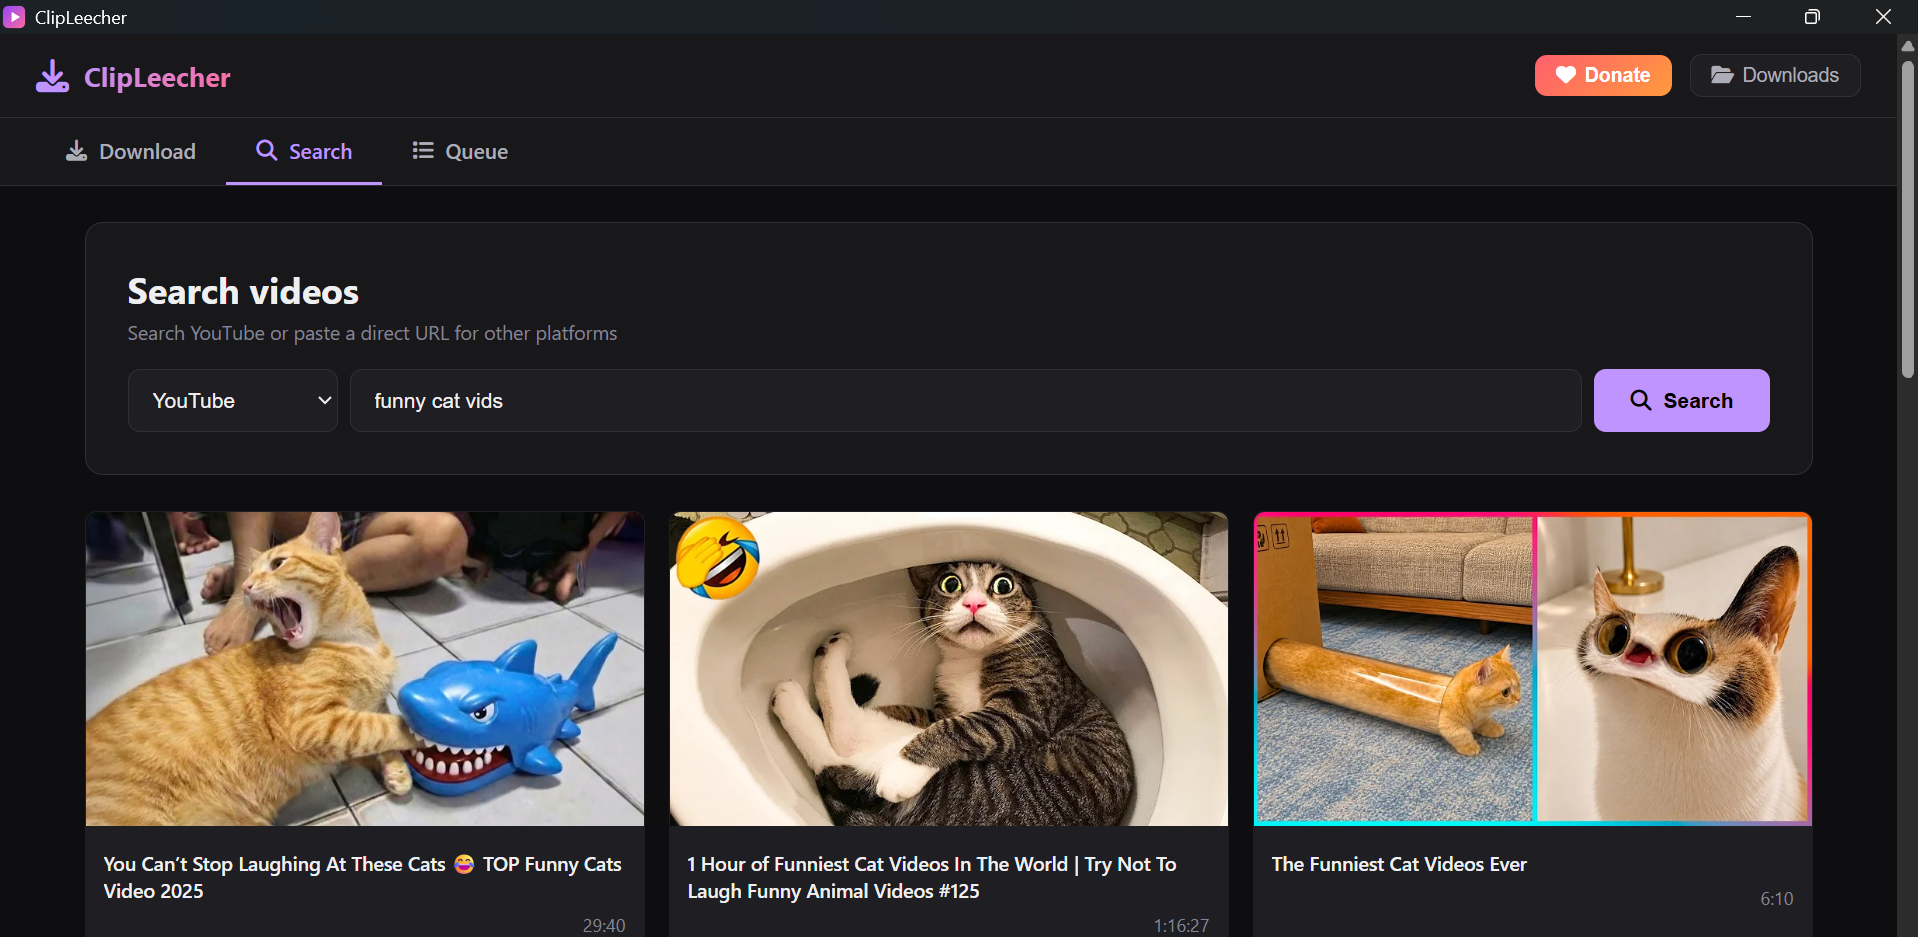 ClipLeecher
ClipLeecher
Donate
Downloads
Download
Search
Queue
Search videos
Search YouTube or paste a direct URL for other platforms
YouTube
funny cat vids
Search
You Can’t Stop Laughing At These Cats 😂 TOP Funny Cats
Video 2025
29:40
1 Hour of Funniest Cat Videos In The World | Try Not To
Laugh Funny Animal Videos #125
1:16:27
The Funniest Cat Videos Ever
6:10